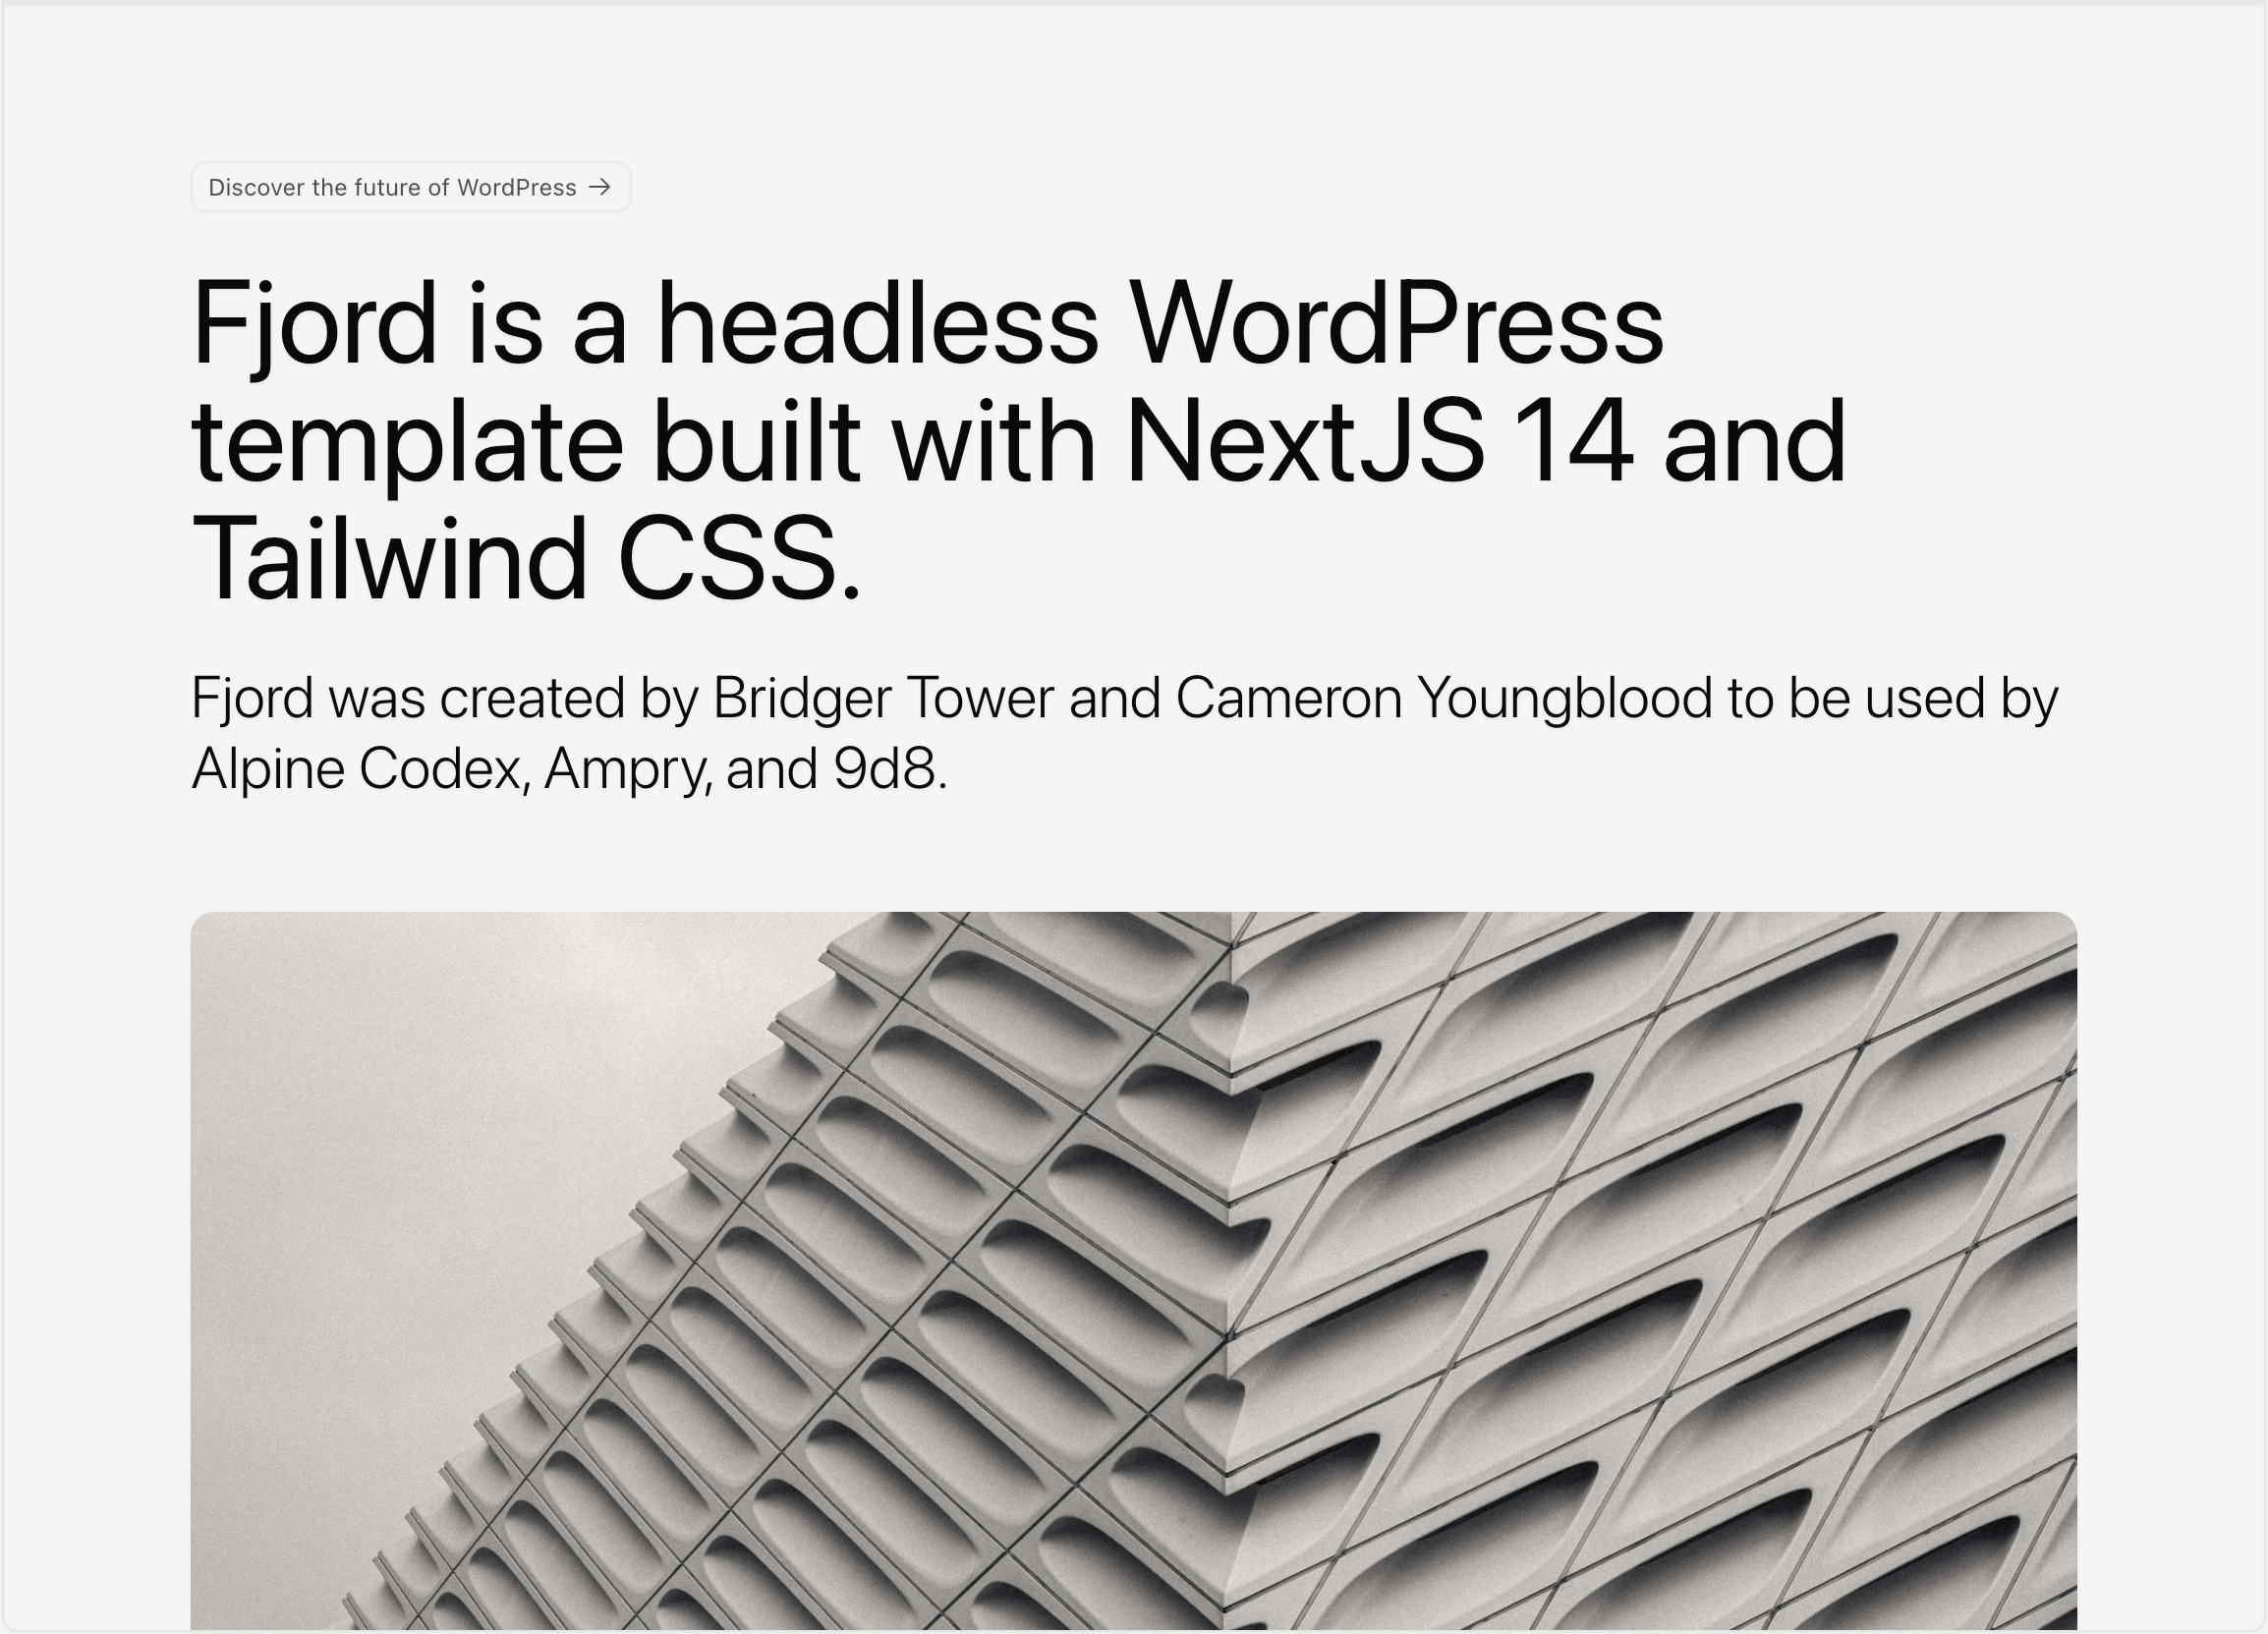 Discover the future of WordPress →
Fjord is a headless WordPress
template built with NextJS 14 and
Tailwind CSS.
Fjord was created by Bridger Tower and Cameron Youngblood to be used by
Alpine Codex, Ampry, and 9d8.